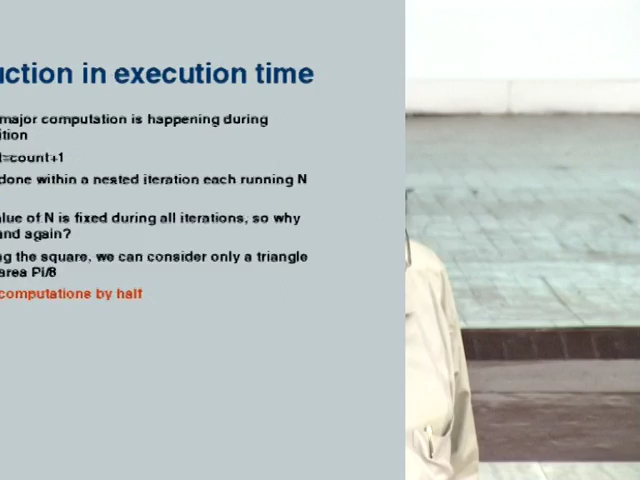 uction in execution time
major computation is happening during
ition
t=count+1
done within a nested iteration each running N
alue of N is fixed during all iterations, so why
and again?
ng the square, we can consider only a triangle
area Pi/8
computations by half